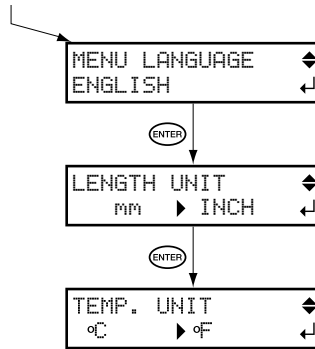 MENU LANGUAGE
ENGLISH
ENTER
LENGTH UNIT
mm ▶ INCH
ENTER
TEMP. UNIT
°C ▶ °F